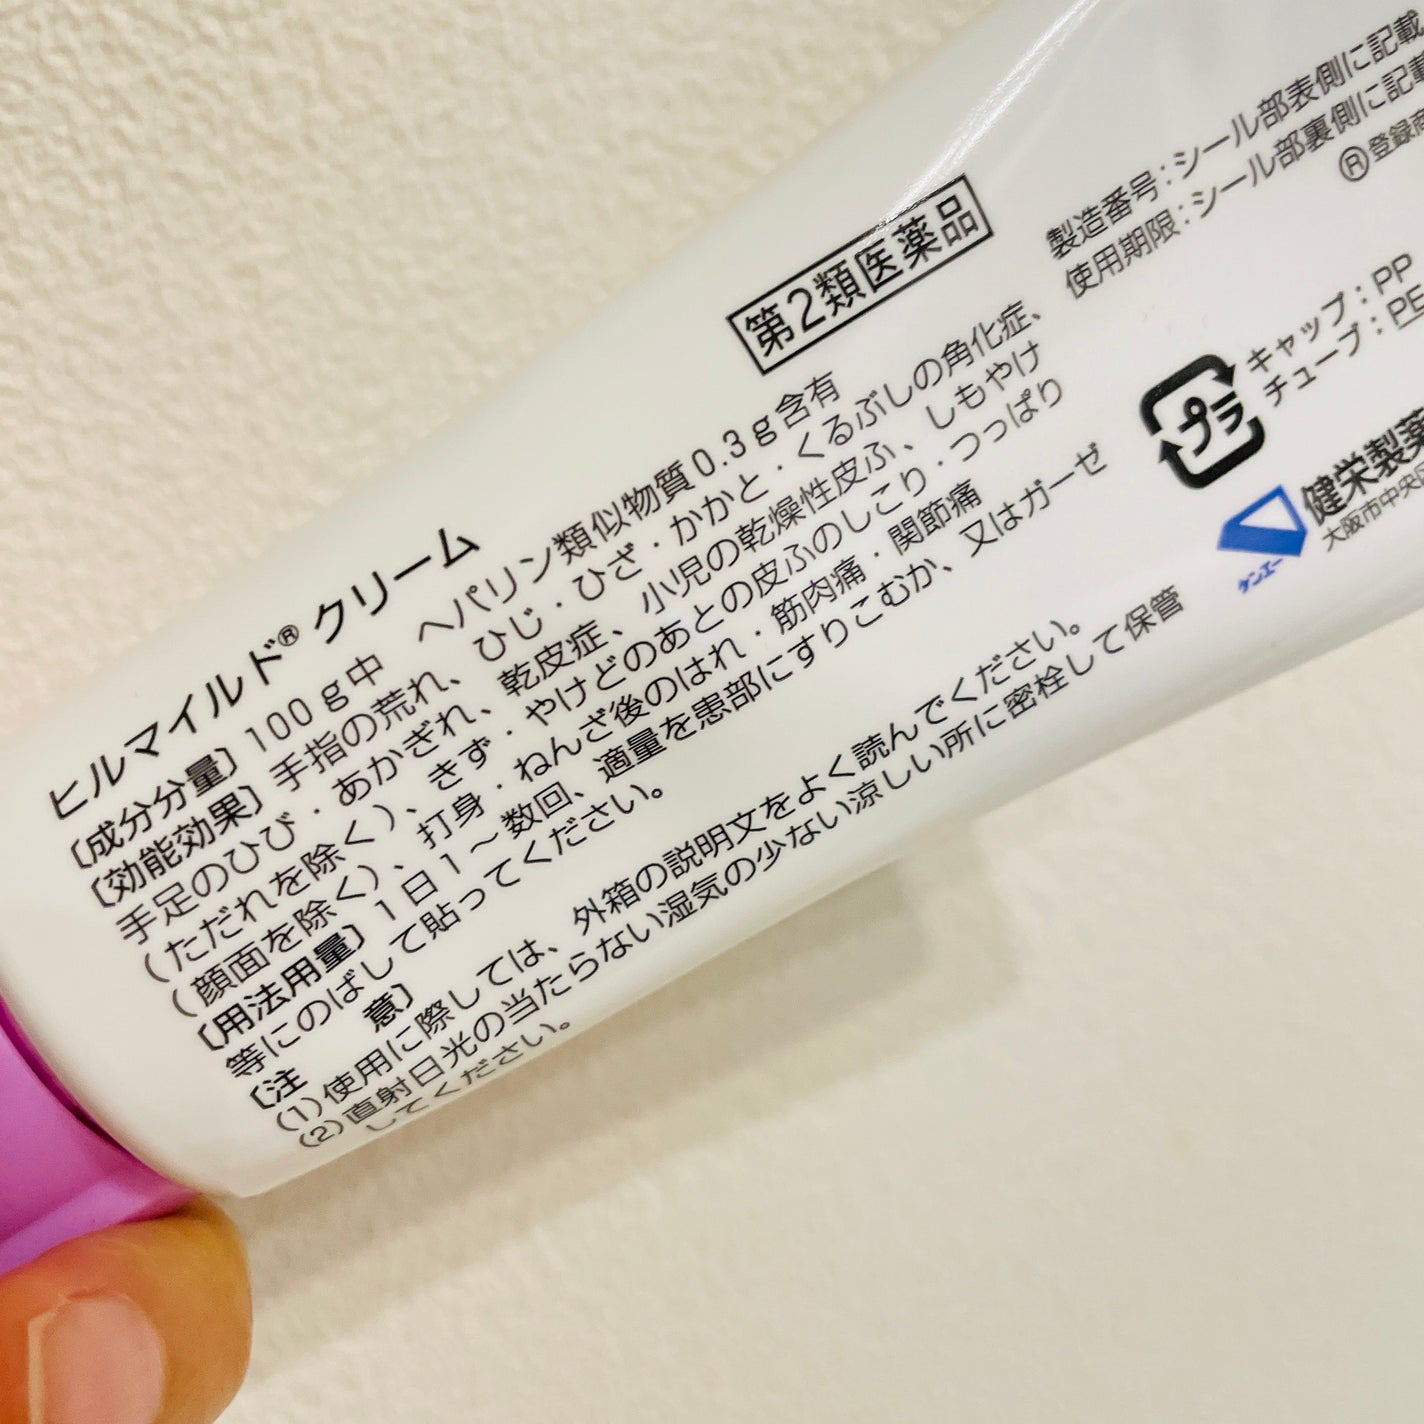 第2類医薬品
ヒルマイルド® クリーム
〔成分分量〕100g中 ヘパリン類似物質0.3g含有
〔効能効果〕手指の荒れ、ひじ・ひざ・かかと・くるぶしの角化症、
手足のひび・あかぎれ、乾皮症、小児の乾燥性皮ふ、しもやけ
(ただれを除く)、きず・やけどのあとの皮ふのしこり・つっぱり
(顔面を除く)、打身・ねんざ後のはれ・筋肉痛・関節痛
〔用法用量〕1日1～数回、適量を患部にすりこむか、又はガーゼ
等にのばして貼ってください。
〔注 意〕
(1)使用に際しては、外箱の説明文をよく読んでください。
(2)直射日光の当たらない湿気の少ない涼しい所に密栓して保管
してください。
製造番号:シール部表側に記載
使用期限:シール部裏側に記載
®登録商
プラ
キャップ:PP
チューブ:PE
ケンエー
健栄製薬
大阪市中央区